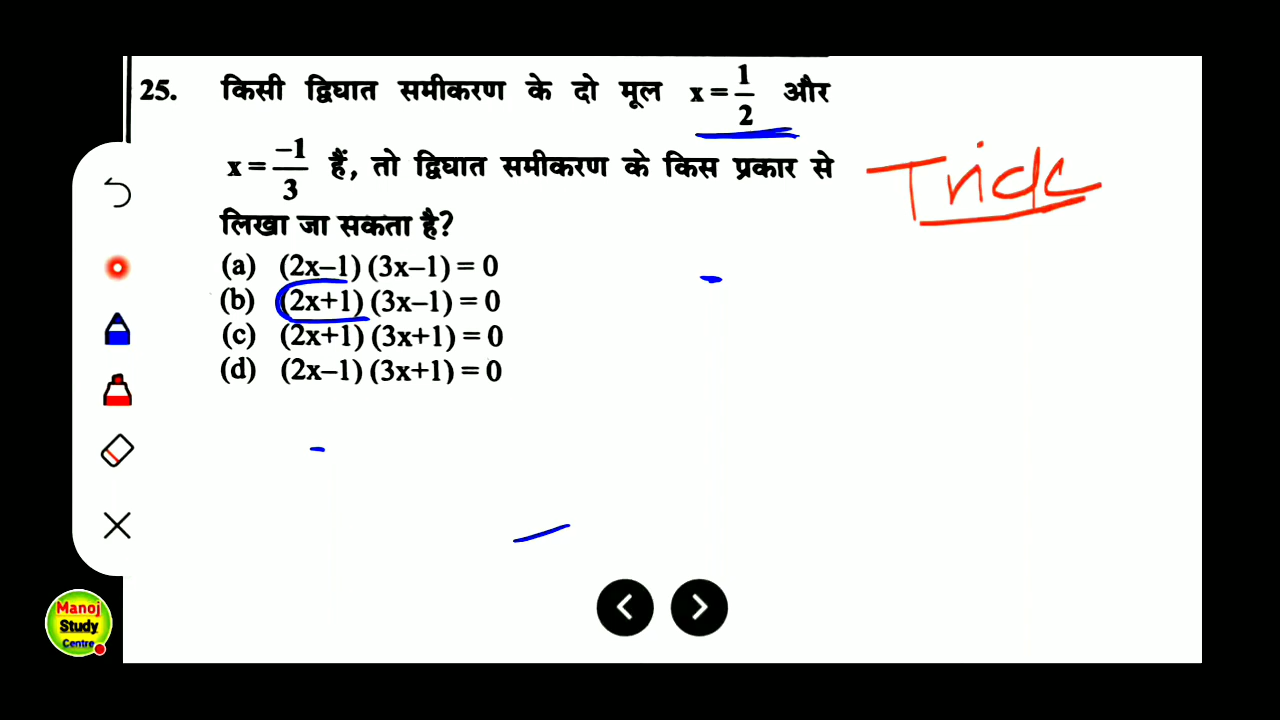 25. किसी द्विघात समीकरण के दो मूल x = 1/2 और
x = -1/3 हैं, तो द्विघात समीकरण के किस प्रकार से
लिखा जा सकता है?
Trick
(a) (2x–1) (3x–1) = 0
(b) (2x+1) (3x–1) = 0
(c) (2x+1) (3x+1) = 0
(d) (2x–1) (3x+1) = 0
Manoj
Study
Centre